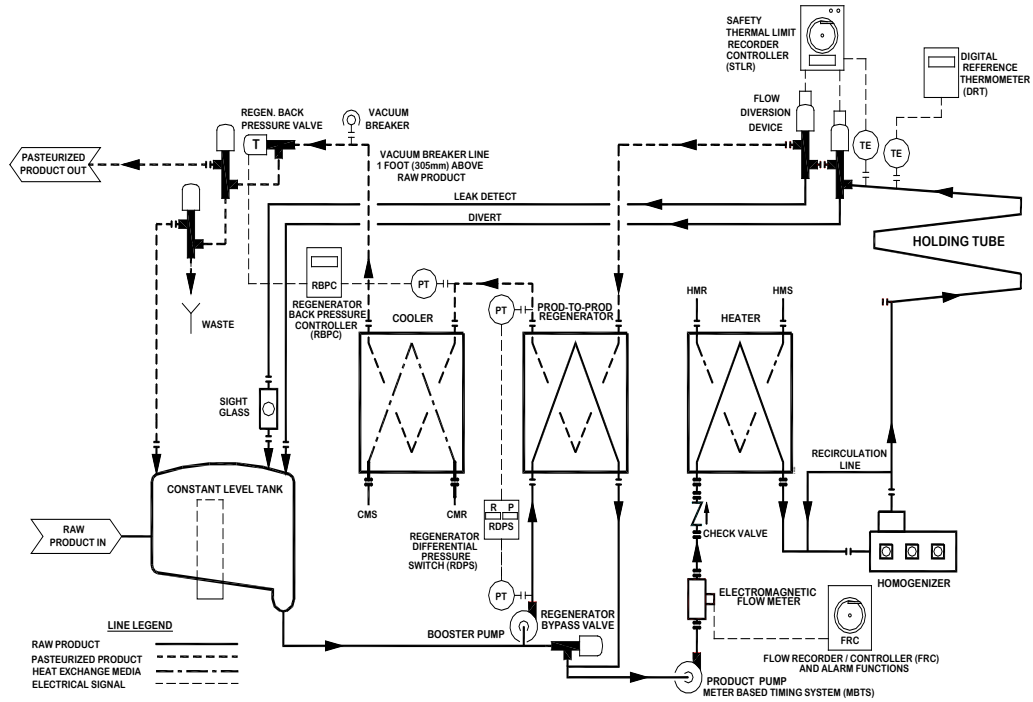 SAFETY
THERMAL LIMIT
RECORDER
CONTROLLER
(STLR)
DIGITAL
REFERENCE
THERMOMETER
(DRT)
FLOW
DIVERSION
DEVICE
REGEN. BACK
PRESSURE VALVE
VACUUM
BREAKER
T
TE
TE
PASTEURIZED
PRODUCT OUT
VACUUM BREAKER LINE
1 FOOT (305mm) ABOVE
RAW PRODUCT
LEAK DETECT
DIVERT
HOLDING TUBE
RBPC
PT
REGENERATOR
BACK PRESSURE
CONTROLLER
(RBPC)
WASTE
COOLER
PT
PROD-TO-PROD
REGENERATOR
HMR
HMS
HEATER
SIGHT
GLASS
RECIRCULATION
LINE
CONSTANT LEVEL TANK
CMS
CMR
R P
RDPS
REGENERATOR
DIFFERENTIAL
PRESSURE
SWITCH (RDPS)
CHECK VALVE
RAW
PRODUCT IN
HOMOGENIZER
PT
ELECTROMAGNETIC
FLOW METER
REGENERATOR
BYPASS VALVE
BOOSTER PUMP
FRC
FLOW RECORDER / CONTROLLER (FRC)
AND ALARM FUNCTIONS
PRODUCT PUMP
METER BASED TIMING SYSTEM (MBTS)
LINE LEGEND
RAW PRODUCT
PASTEURIZED PRODUCT
HEAT EXCHANGE MEDIA
ELECTRICAL SIGNAL